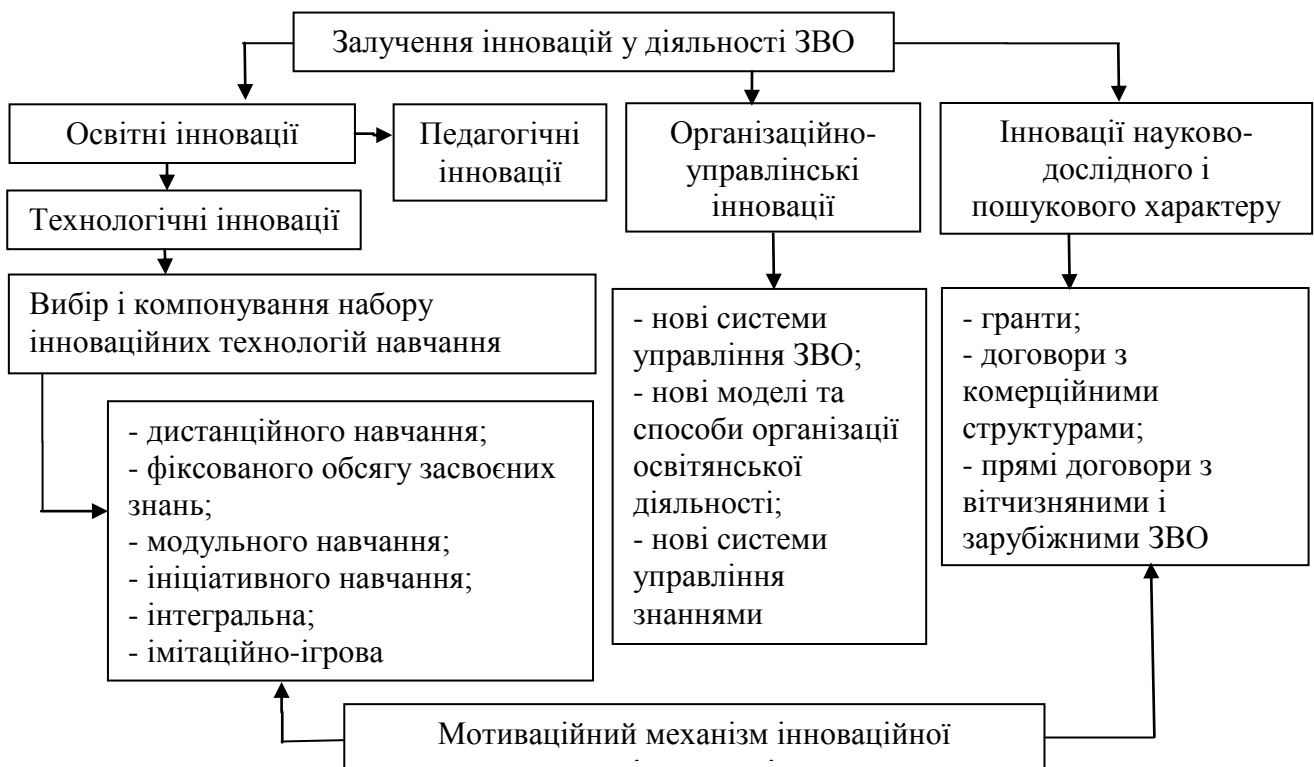 Залучення інновацій у діяльності ЗВО
Освітні інновації
Педагогічні
інновації
Організаційно-
управлінські
інновації
Інновації науково-
дослідного і
пошукового характеру
Технологічні інновації
Вибір і компонування набору
інноваційних технологій навчання
- дистанційного навчання;
- фіксованого обсягу засвоєних
знань;
- модульного навчання;
- ініціативного навчання;
- інтегральна;
- імітаційно-ігрова
- нові системи
управління ЗВО;
- нові моделі та
способи організації
освітянської
діяльності;
- нові системи
управління
знаннями
- гранти;
- договори з
комерційними
структурами;
- прямі договори з
вітчизняними і
зарубіжними ЗВО
Мотиваційний механізм інноваційної